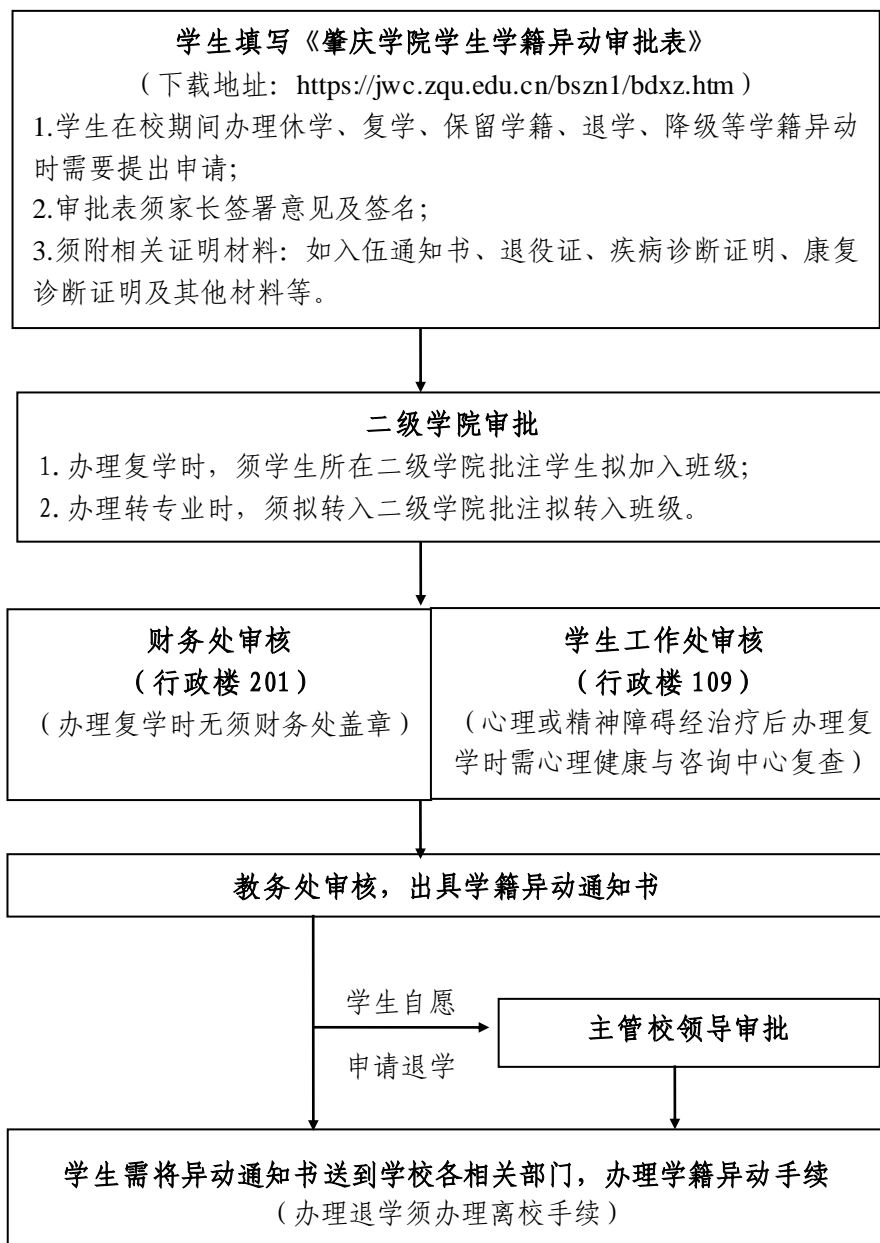 学生填写《肇庆学院学生学籍异动审批表》
（下载地址：https://jwc.zqu.edu.cn/bszn1/bdxz.htm）
1.学生在校期间办理休学、复学、保留学籍、退学、降级等学籍异动
时需要提出申请；
2.审批表须家长签署意见及签名；
3.须附相关证明材料：如入伍通知书、退役证、疾病诊断证明、康复
诊断证明及其他材料等。
二级学院审批
1. 办理复学时，须学生所在二级学院批注学生拟加入班级；
2. 办理转专业时，须拟转入二级学院批注拟转入班级。
财务处审核
（行政楼 201）
（办理复学时无须财务处盖章）
学生工作处审核
（行政楼 109）
（心理或精神障碍经治疗后办理复
学时需心理健康与咨询中心复查）
教务处审核，出具学籍异动通知书
学生自愿
申请退学
主管校领导审批
学生需将异动通知书送到学校各相关部门，办理学籍异动手续
（办理退学须办理离校手续）